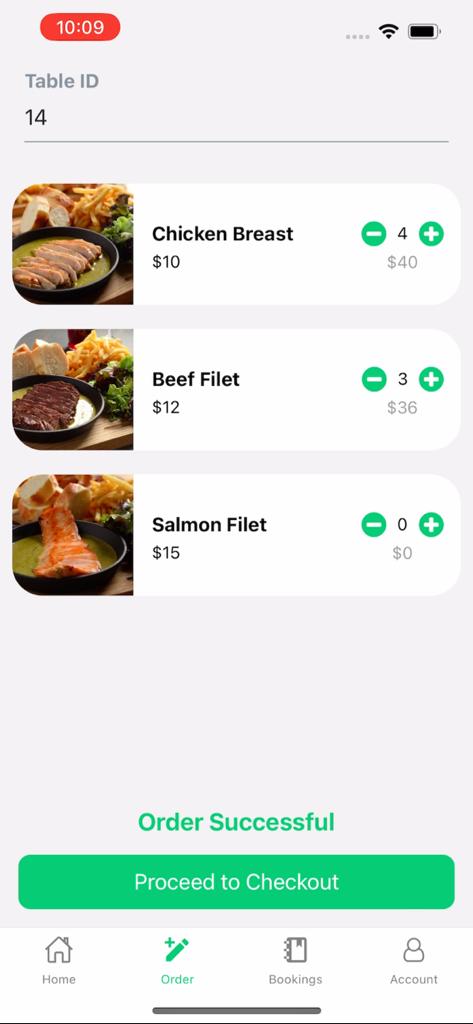 10:09
Table ID
14
Chicken Breast
4
$10
$40
Beef Filet
3
$12
$36
Salmon Filet
0
$15
$0
Order Successful
Proceed to Checkout
Home Order Bookings Account